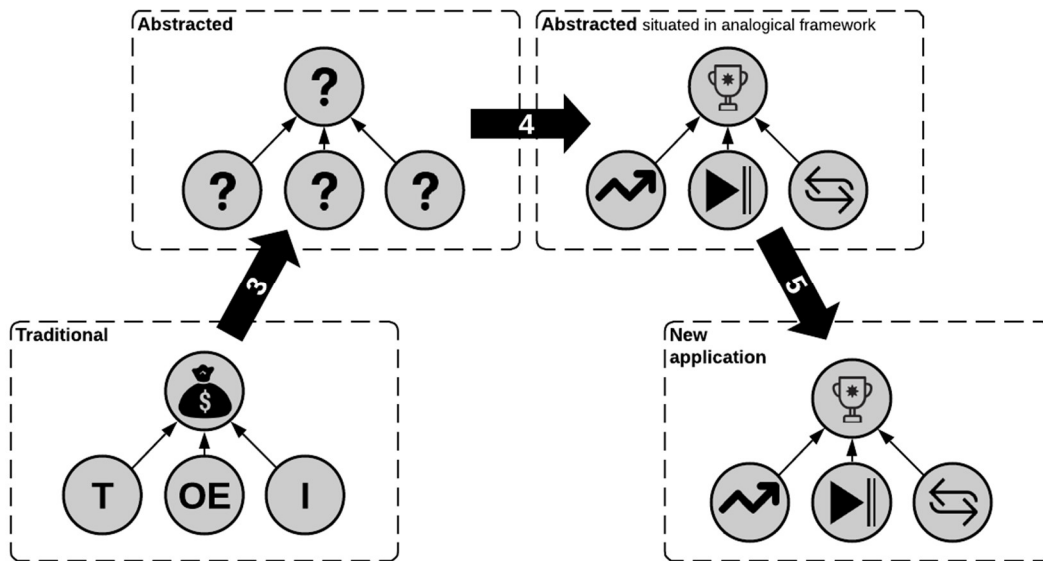 Abstracted
Abstracted situated in analogical framework
?
? ? ?
4
3
5
Traditional
$
T OE I
New
application